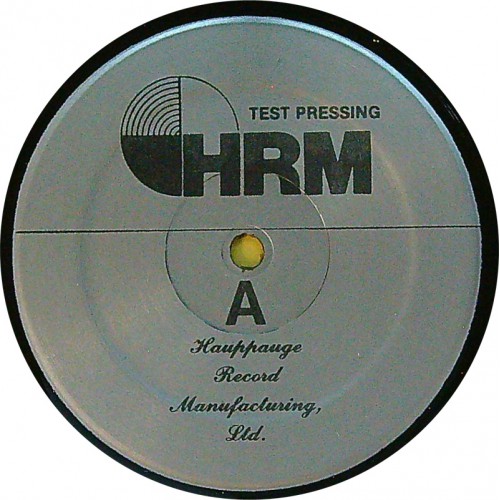 TEST PRESSING
HRM
A
Hauppauge
Record
Manufacturing,
Ltd.